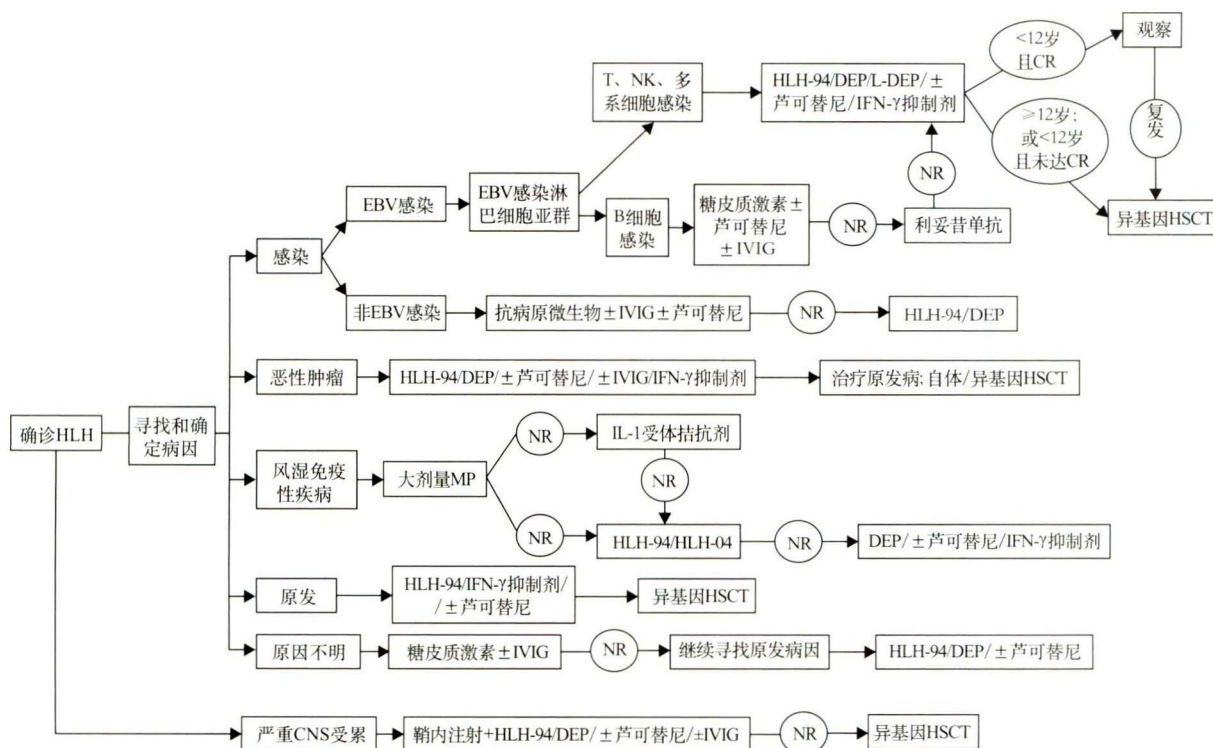 <12岁
且CR
观察
T、NK、多
系细胞感染
HLH-94/DEP/L-DEP/±
芦可替尼/IFN-γ抑制剂
≥12岁;
或<12岁
且未达CR
复发
EBV感染
EBV感染淋
巴细胞亚群
B细胞
感染
糖皮质激素±
芦可替尼
±IVIG
NR
利妥昔单抗
NR
异基因HSCT
感染
非EBV感染
抗病原微生物±IVIG±芦可替尼
NR
HLH-94/DEP
恶性肿瘤
HLH-94/DEP/±芦可替尼/±IVIG/IFN-γ抑制剂
治疗原发病;自体/异基因HSCT
确诊HLH
寻找和确
定病因
风湿免疫
性疾病
大剂量MP
NR
IL-1受体拮抗剂
NR
NR
HLH-94/HLH-04
NR
DEP/±芦可替尼/IFN-γ抑制剂
原发
HLH-94/IFN-γ抑制剂/
/±芦可替尼
异基因HSCT
原因不明
糖皮质激素±IVIG
NR
继续寻找原发病因
HLH-94/DEP/±芦可替尼
严重CNS受累
鞘内注射+HLH-94/DEP/±芦可替尼/±IVIG
NR
异基因HSCT